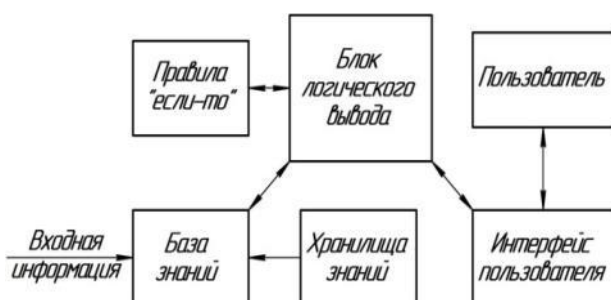 Правила
"если-то"
Блок
логического
вывода
Пользователь
Входная
информация
База
знаний
Хранилища
знаний
Интерфейс
пользователя